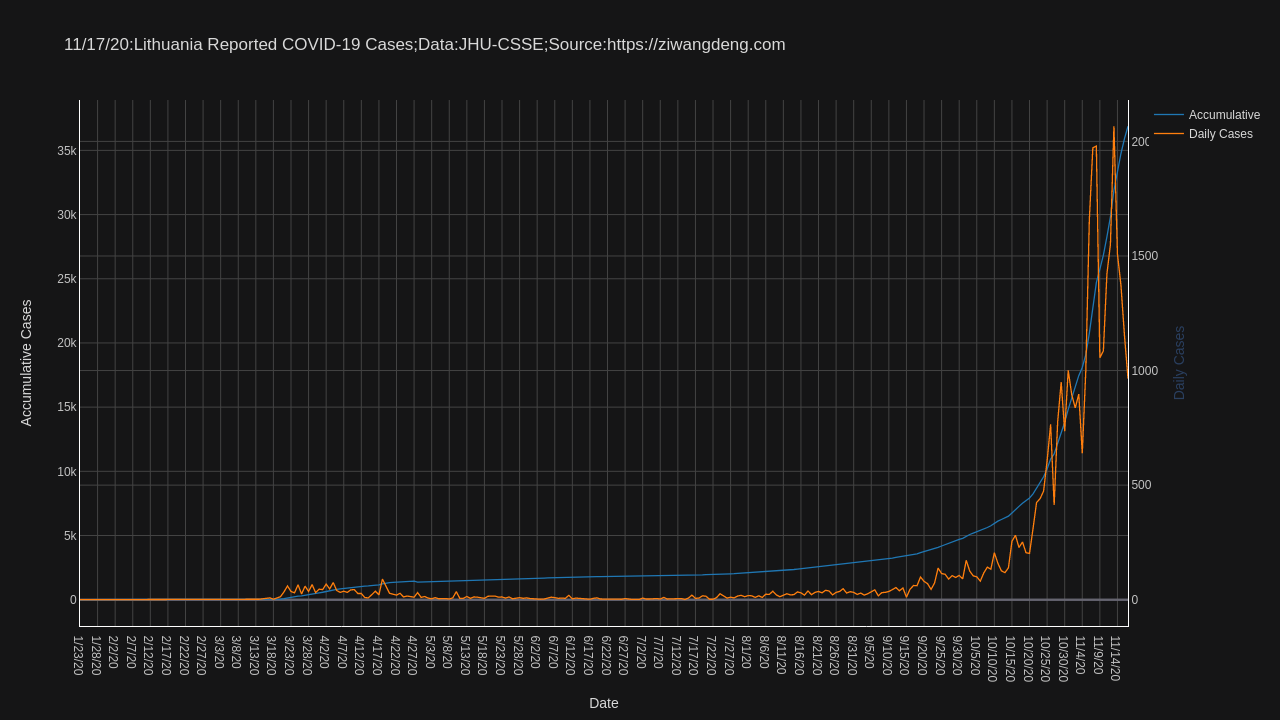 11/17/20:Lithuania Reported COVID-19 Cases;Data:JHU-CSSE;Source:https://ziwangdeng.com
Accumulative
Daily Cases
35k
30k
25k
20k
15k
10k
5k
0
Accumulative Cases
200
1500
1000
500
0
Daily Cases
1/23/20 1/28/20 2/2/20 2/7/20 2/12/20 2/17/20 2/22/20 2/27/20 3/3/20 3/8/20 3/13/20 3/18/20 3/23/20 3/28/20 4/2/20 4/7/20 4/12/20 4/17/20 4/22/20 4/27/20 5/3/20 5/8/20 5/13/20 5/18/20 5/23/20 5/28/20 6/2/20 6/7/20 6/12/20 6/17/20 6/22/20 6/27/20 7/2/20 7/7/20 7/12/20 7/17/20 7/22/20 7/27/20 8/1/20 8/6/20 8/11/20 8/16/20 8/21/20 8/26/20 8/31/20 9/5/20 9/10/20 9/15/20 9/20/20 9/25/20 9/30/20 10/5/20 10/10/20 10/15/20 10/20/20 10/25/20 10/30/20 11/4/20 11/9/20 11/14/20
Date